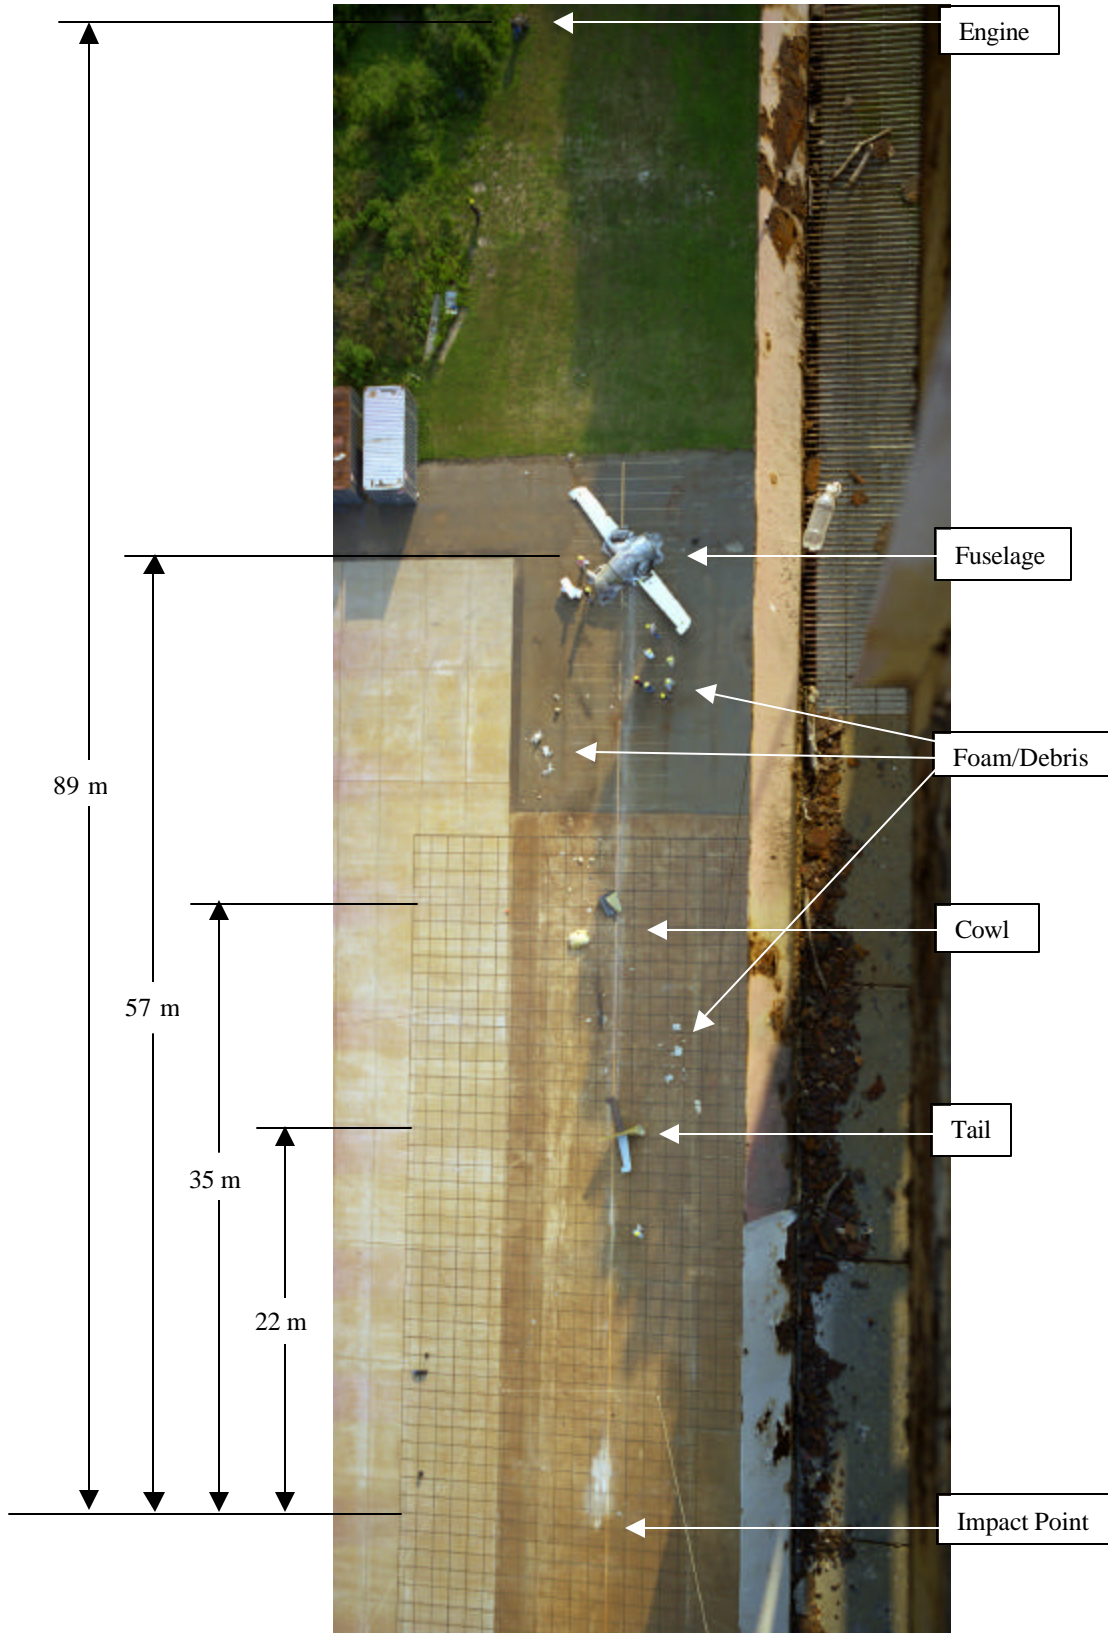 Engine
Fuselage
89 m
Foam/Debris
Cowl
57 m
Tail
35 m
22 m
Impact Point